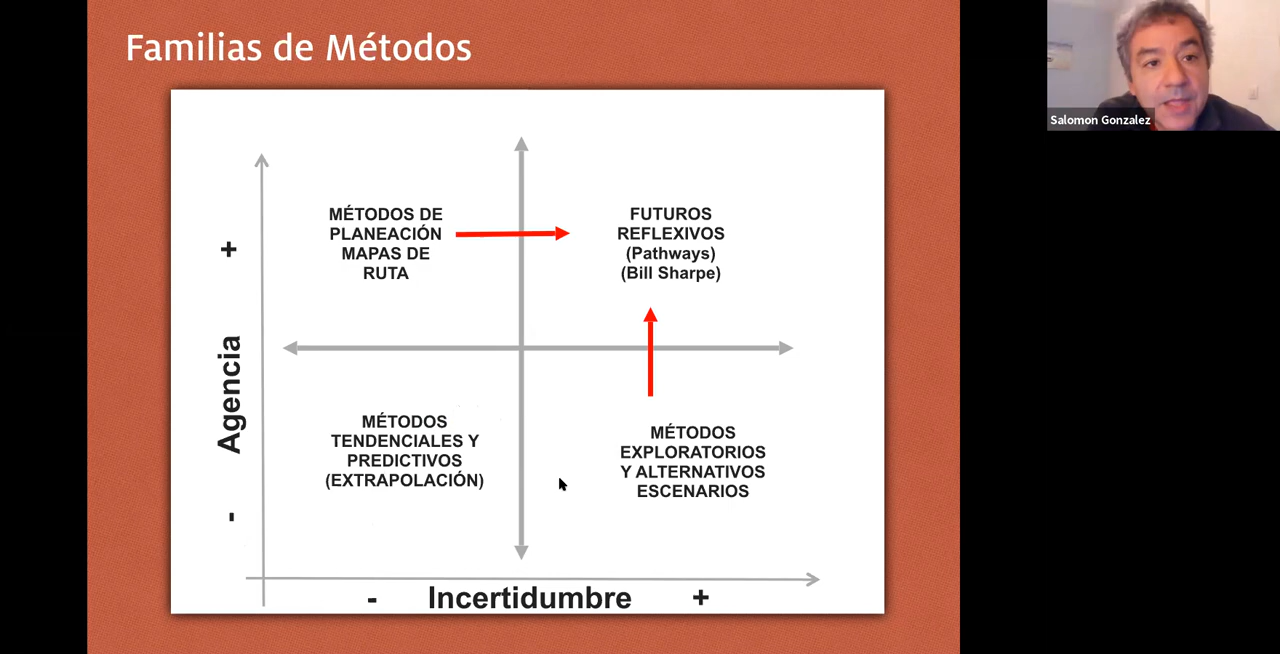 Familias de Métodos
Salomon Gonzalez
MÉTODOS DE
PLANEACIÓN
MAPAS DE
RUTA
FUTUROS
REFLEXIVOS
(Pathways)
(Bill Sharpe)
+
Agencia
-
MÉTODOS
TENDENCIALES Y
PREDICTIVOS
(EXTRAPOLACIÓN)
MÉTODOS
EXPLORATORIOS
Y ALTERNATIVOS
ESCENARIOS
- Incertidumbre +